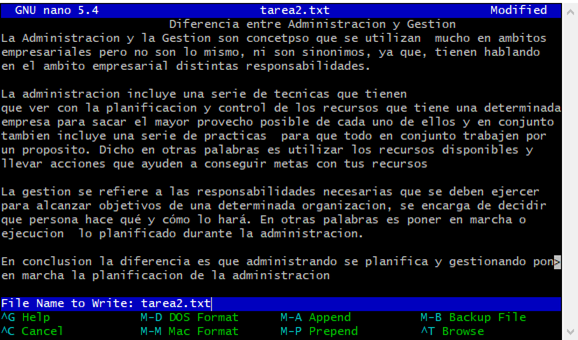 GNU nano 5.4 tarea2.txt Modified
Diferencia entre Administracion y Gestion
La Administracion y la Gestion son concetpso que se utilizan  mucho en ambitos
empresariales pero no son lo mismo, ni son sinonimos, ya que, tienen hablando
en el ambito empresarial distintas responsabilidades.
La administracion incluye una serie de tecnicas que tienen
que ver con la planificacion y control de los recursos que tiene una determinada
empresa para sacar el mayor provecho posible de cada uno de ellos y en conjunto
tambien incluye una serie de practicas  para que todo en conjunto trabajen por
un proposito. Dicho en otras palabras es utilizar los recursos disponibles y
llevar acciones que ayuden a conseguir metas con tus recursos
La gestion se refiere a las responsabilidades necesarias que se deben ejercer
para alcanzar objetivos de una determinada organizacion, se encarga de decidir
que persona hace qué y cómo lo hará. En otras palabras es poner en marcha o
ejecucion  lo planificado durante la administracion.
En conclusion la diferencia es que administrando se planifica y gestionando pon>
en marcha la planificacion de la administracion
File Name to Write: tarea2.txt
^G Help M-D DOS Format M-A Append M-B Backup File
^C Cancel M-M Mac Format M-P Prepend ^T Browse